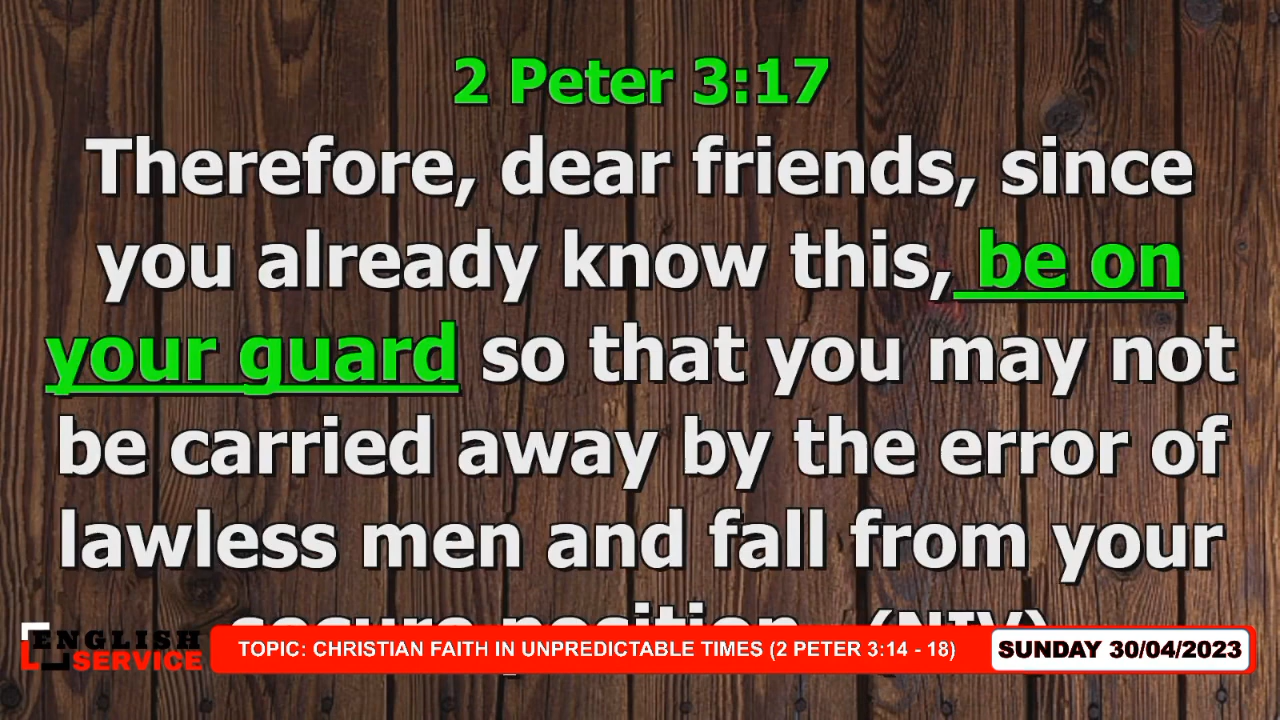 2 Peter 3:17
Therefore, dear friends, since
you already know this, be on
your guard so that you may not
be carried away by the error of
lawless men and fall from your
secure position. (NIV)
ENGLISH
SERVICE
TOPIC: CHRISTIAN FAITH IN UNPREDICTABLE TIMES (2 PETER 3:14 - 18)
SUNDAY 30/04/2023